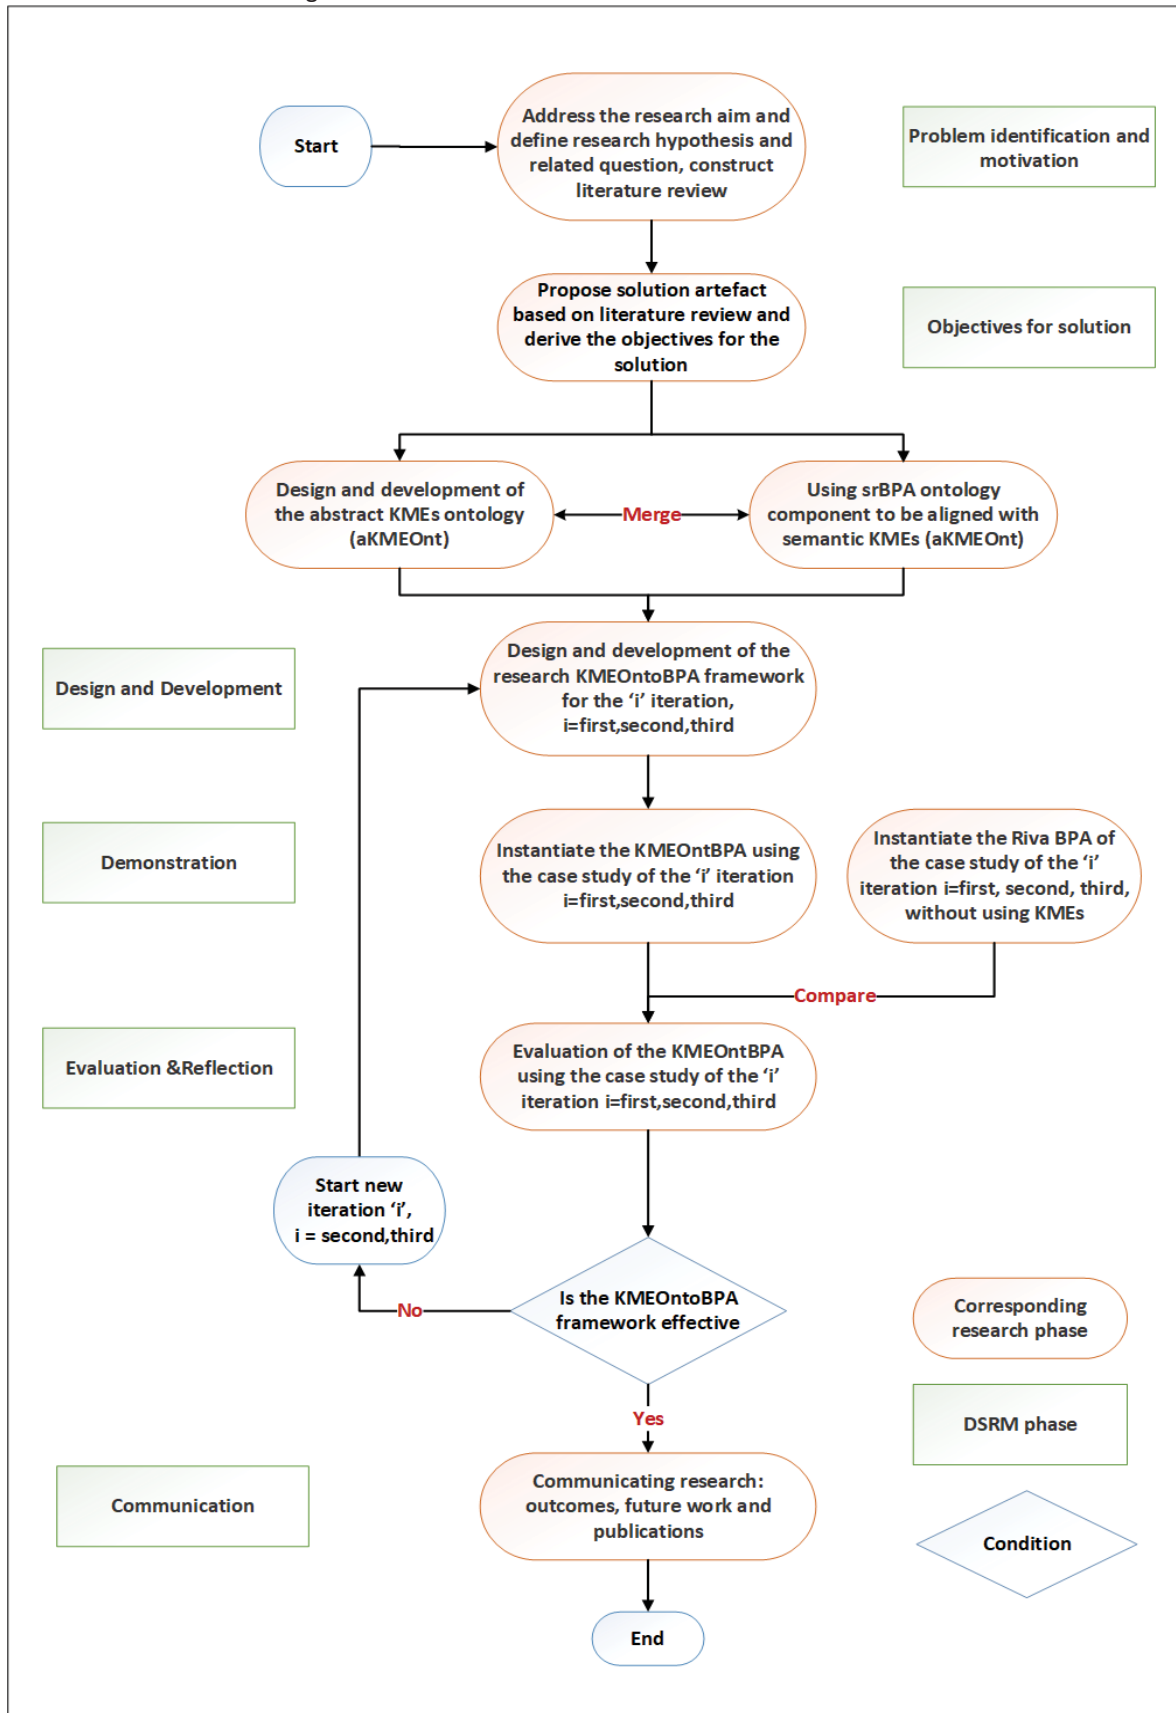 Start
Address the research aim and
define research hypothesis and
related question, construct
literature review
Problem identification and
motivation
Propose solution artefact
based on literature review and
derive the objectives for the
solution
Objectives for solution
Design and development of
the abstract KMEs ontology
(aKMEOnt)
Merge
Using srBPA ontology
component to be aligned with
semantic KMEs (aKMEOnt)
Design and Development
Design and development of the
research KMEOntoBPA framework
for the ‘i’ iteration,
i=first,second,third
Demonstration
Instantiate the KMEOntBPA using
the case study of the ‘i’ iteration
i=first,second,third
Instantiate the Riva BPA of
the case study of the ‘i’
iteration i=first, second, third,
without using KMEs
Compare
Evaluation &Reflection
Evaluation of the KMEOntBPA
using the case study of the ‘i’
iteration i=first,second,third
Start new
iteration ‘i’,
i = second,third
Is the KMEOntoBPA
framework effective
No
Yes
Corresponding
research phase
DSRM phase
Communication
Communicating research:
outcomes, future work and
publications
Condition
End